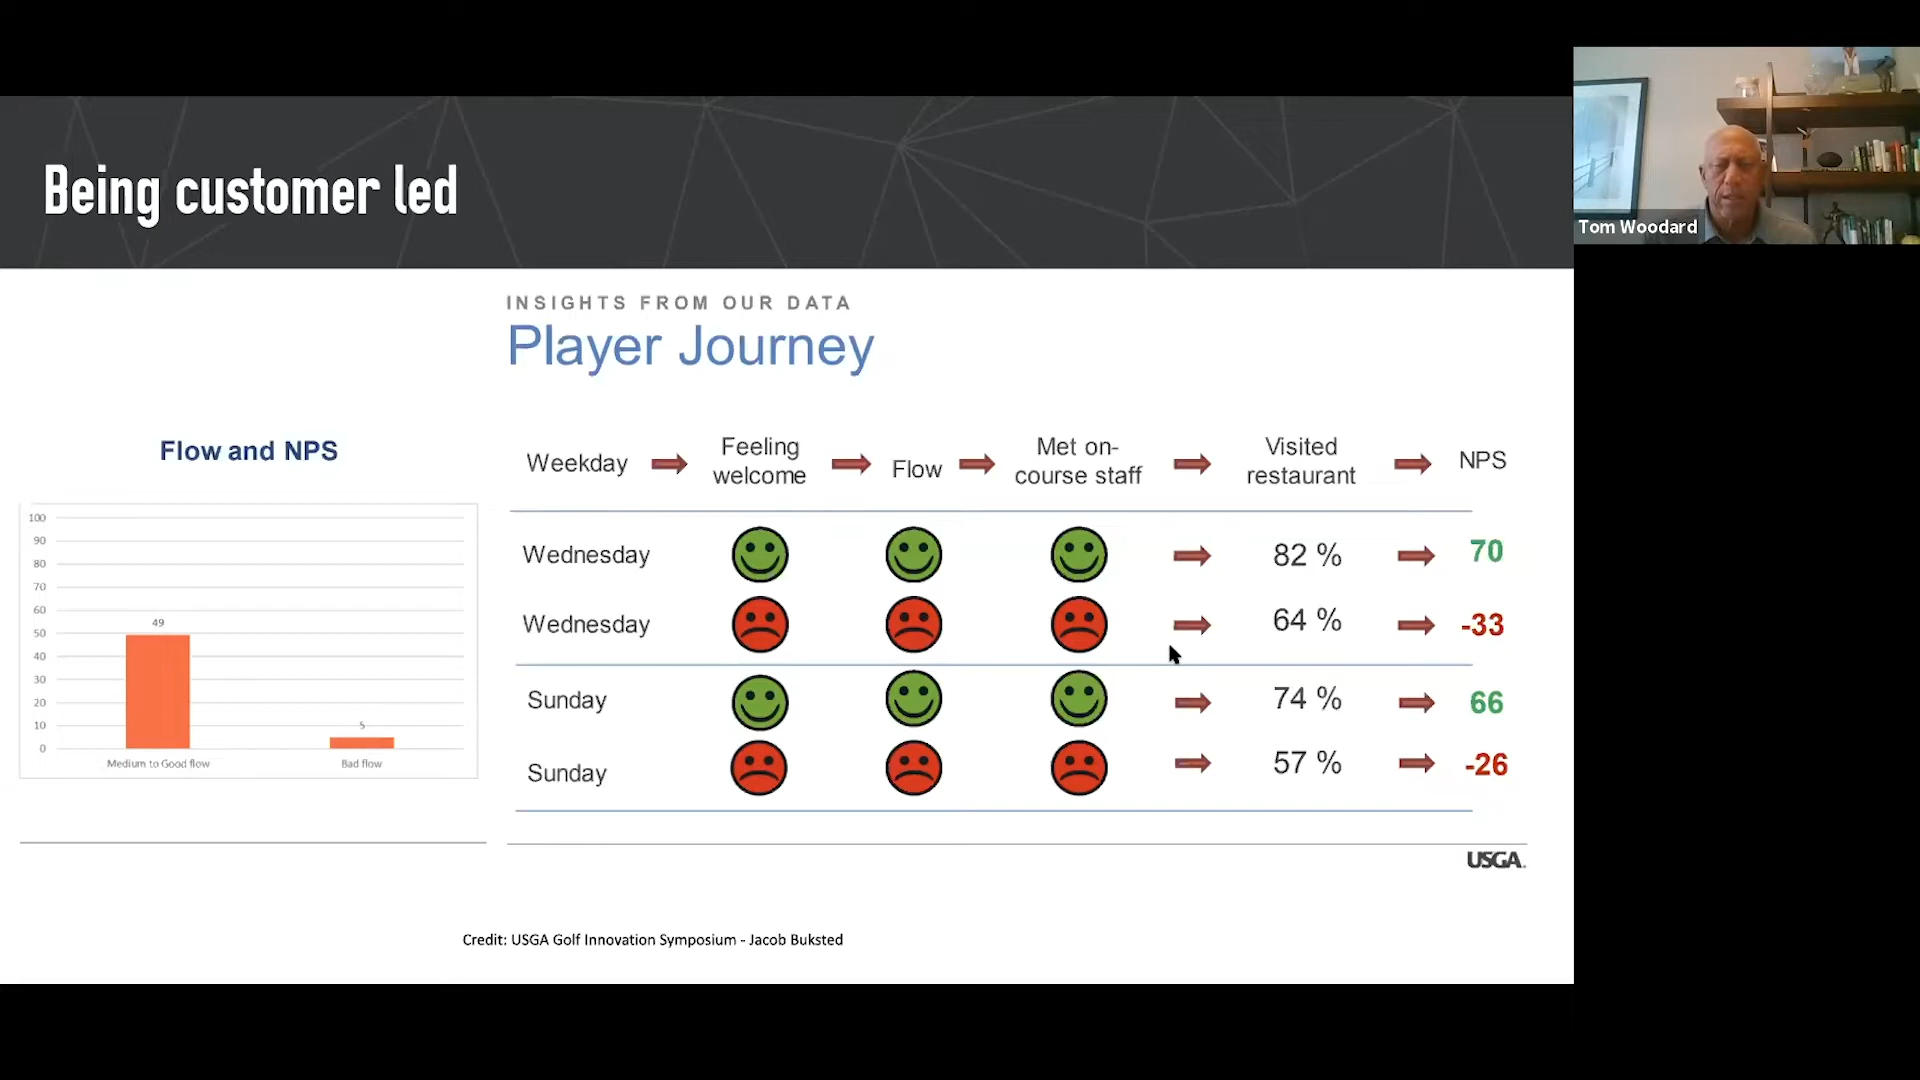 Being customer led
Tom Woodard
INSIGHTS FROM OUR DATA
Player Journey
Flow and NPS
100
90
80
70
60
50
40
30
20
10
0
49
5
Medium to Good flow
Bad flow
Weekday
Feeling
welcome
Flow
Met on-
course staff
Visited
restaurant
NPS
Wednesday
82 %
70
Wednesday
64 %
-33
Sunday
74 %
66
Sunday
57 %
-26
USGA.
Credit: USGA Golf Innovation Symposium - Jacob Buksted